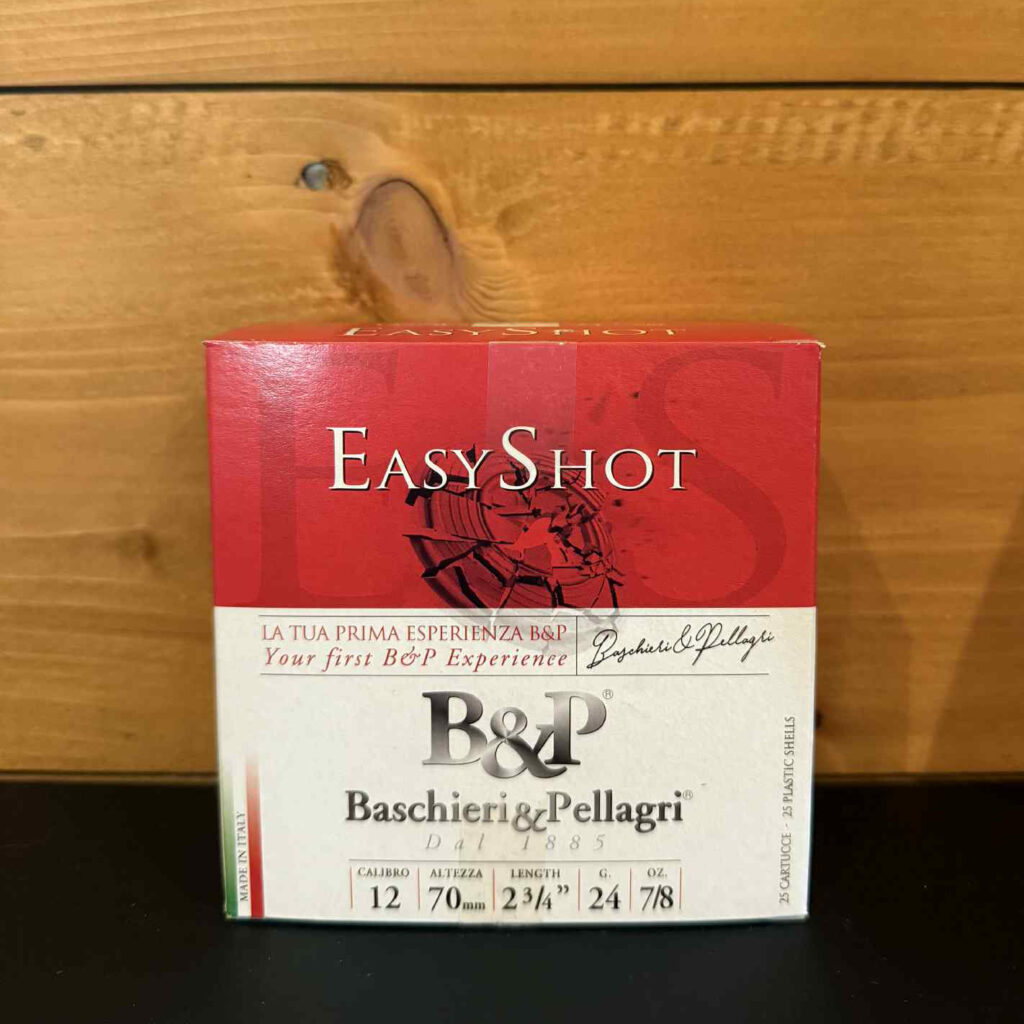 EASYSHOT
E S
EASYSHOT
LA TUA PRIMA ESPERIENZA B&P
Your first B&P Experience
Baschieri&Pellagri
B&P®
Baschieri&Pellagri®
Dal 1885
CALIBRO ALTEZZA LENGTH G. OZ.
12 70mm 2 3/4” 24 7/8
MADE IN ITALY
25 CARTUCCE - 25 PLASTIC SHELLS